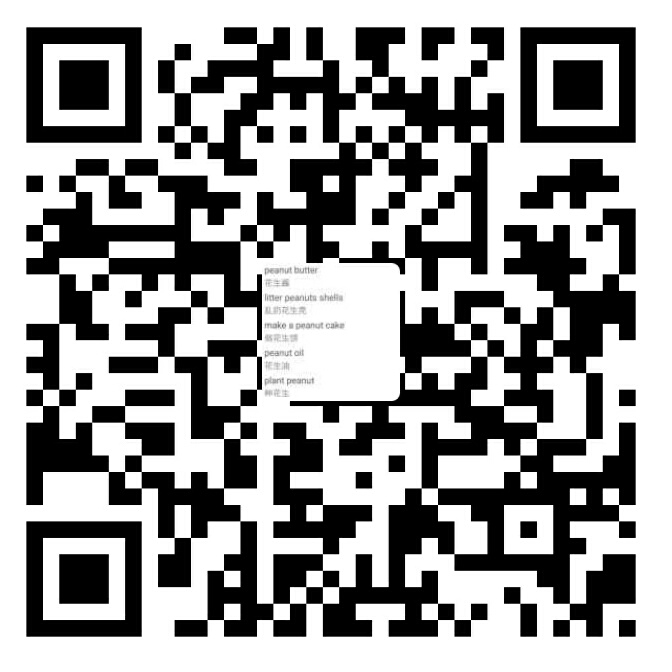 peanut butter
花生酱
litter peanuts shells
乱扔花生壳
make a peanut cake
做花生饼
peanut oil
花生油
plant peanut
种花生